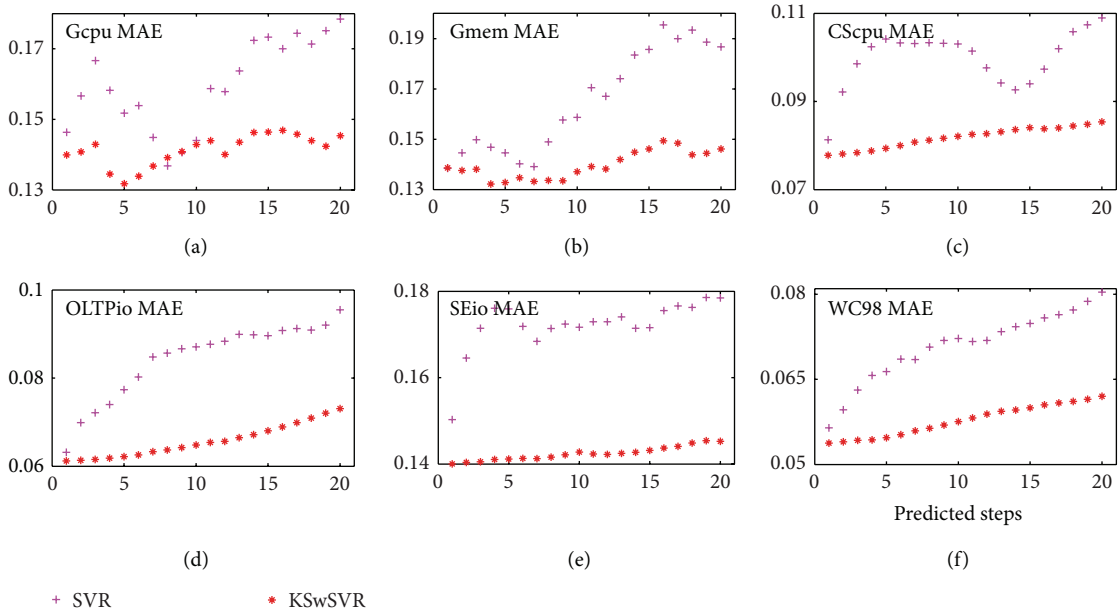 Gcpu MAE
0.17
0.15
0.13
0 5 10 15 20
(a)
Gmem MAE
0.19
0.17
0.15
0.13
0 5 10 15 20
(b)
CScpu MAE
0.11
0.09
0.07
0 5 10 15 20
(c)
OLTPio MAE
0.1
0.08
0.06
0 5 10 15 20
(d)
SEio MAE
0.18
0.16
0.14
0 5 10 15 20
(e)
WC98 MAE
0.08
0.065
0.05
0 5 10 15 20
Predicted steps
(f)
SVR
KSwSVR